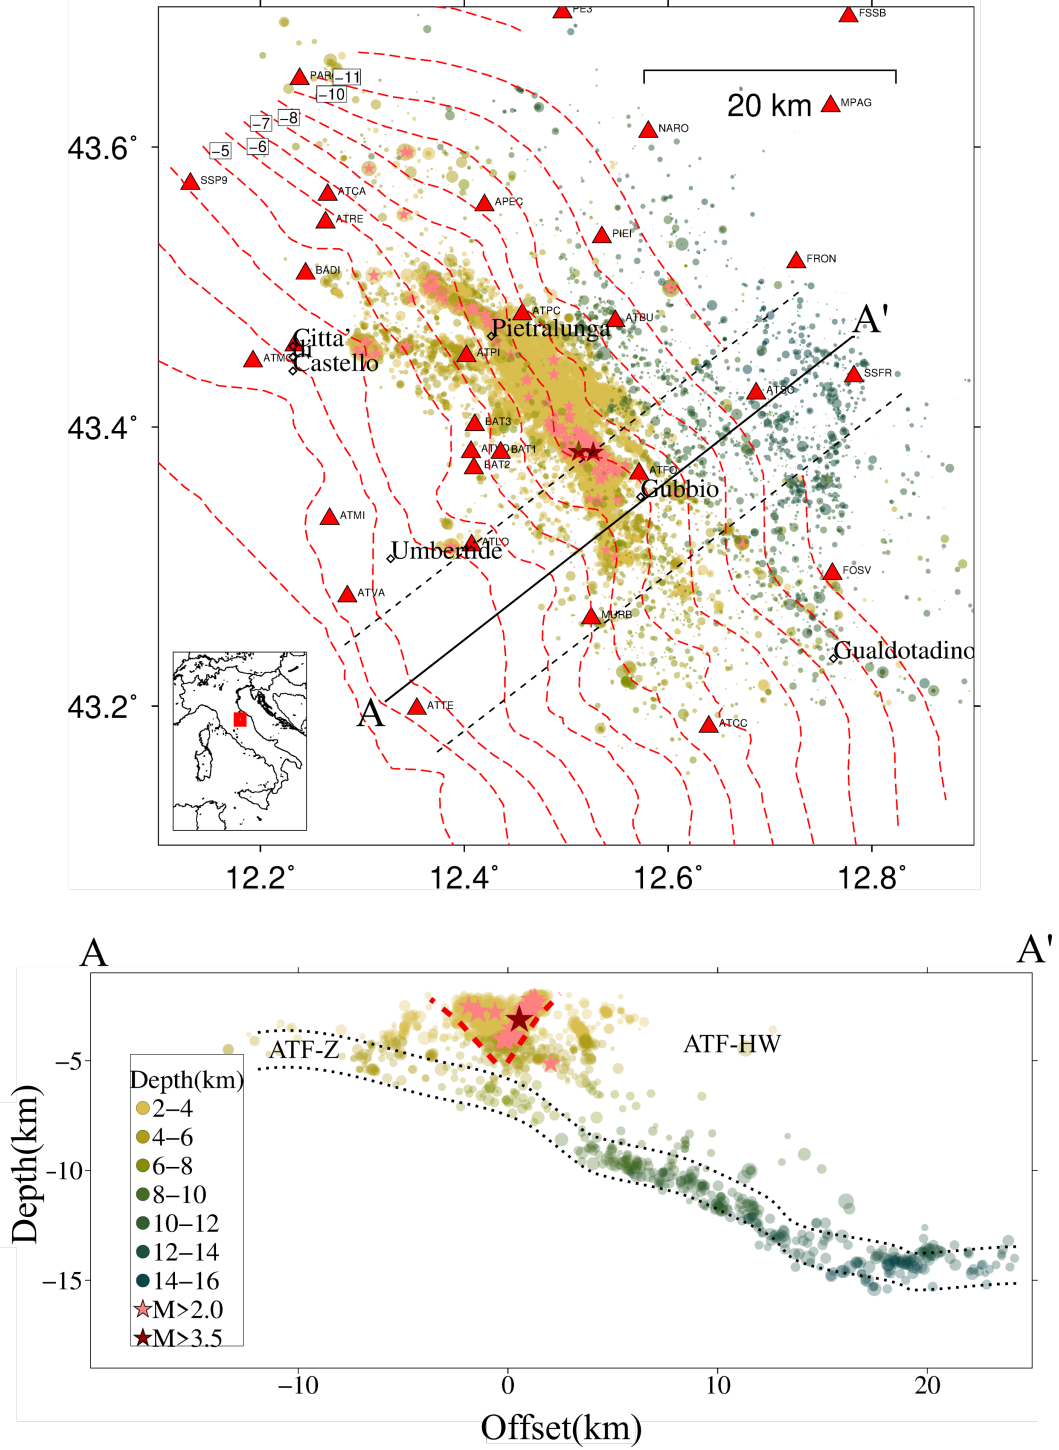 PE3
FSSB
PAR
-11
-10
20 km
MPAG
-8
-7
NARO
43.6°
-5
-6
SSP9
ATCA
APEC
ATRE
PIEI
FRON
BADI
ATPC
A'
Pietralunga
ATBU
Citta'
di
Castello
ATPI
SSFR
ATSC
43.4°
BAT3
BAT1
BAT2
ATFO
Gubbio
ATMI
ATLO
Umbertide
FOSV
ATVA
MURB
Gualdotadino
43.2°
A
ATTE
ATCC
12.2°
12.4°
12.6°
12.8°
A
A'
ATF-Z
ATF-HW
−5
−10
−15
Depth(km)
Depth(km)
2−4
4−6
6−8
8−10
10−12
12−14
14−16
M>2.0
M>3.5
−10
0
10
20
Offset(km)